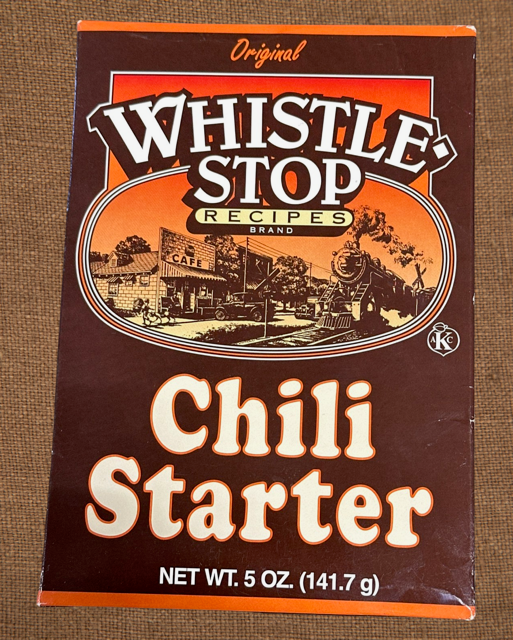 Original
WHISTLE·
STOP
RECIPES
BRAND
CAFE
A K C
Chili
Starter
NET WT. 5 OZ. (141.7 g)